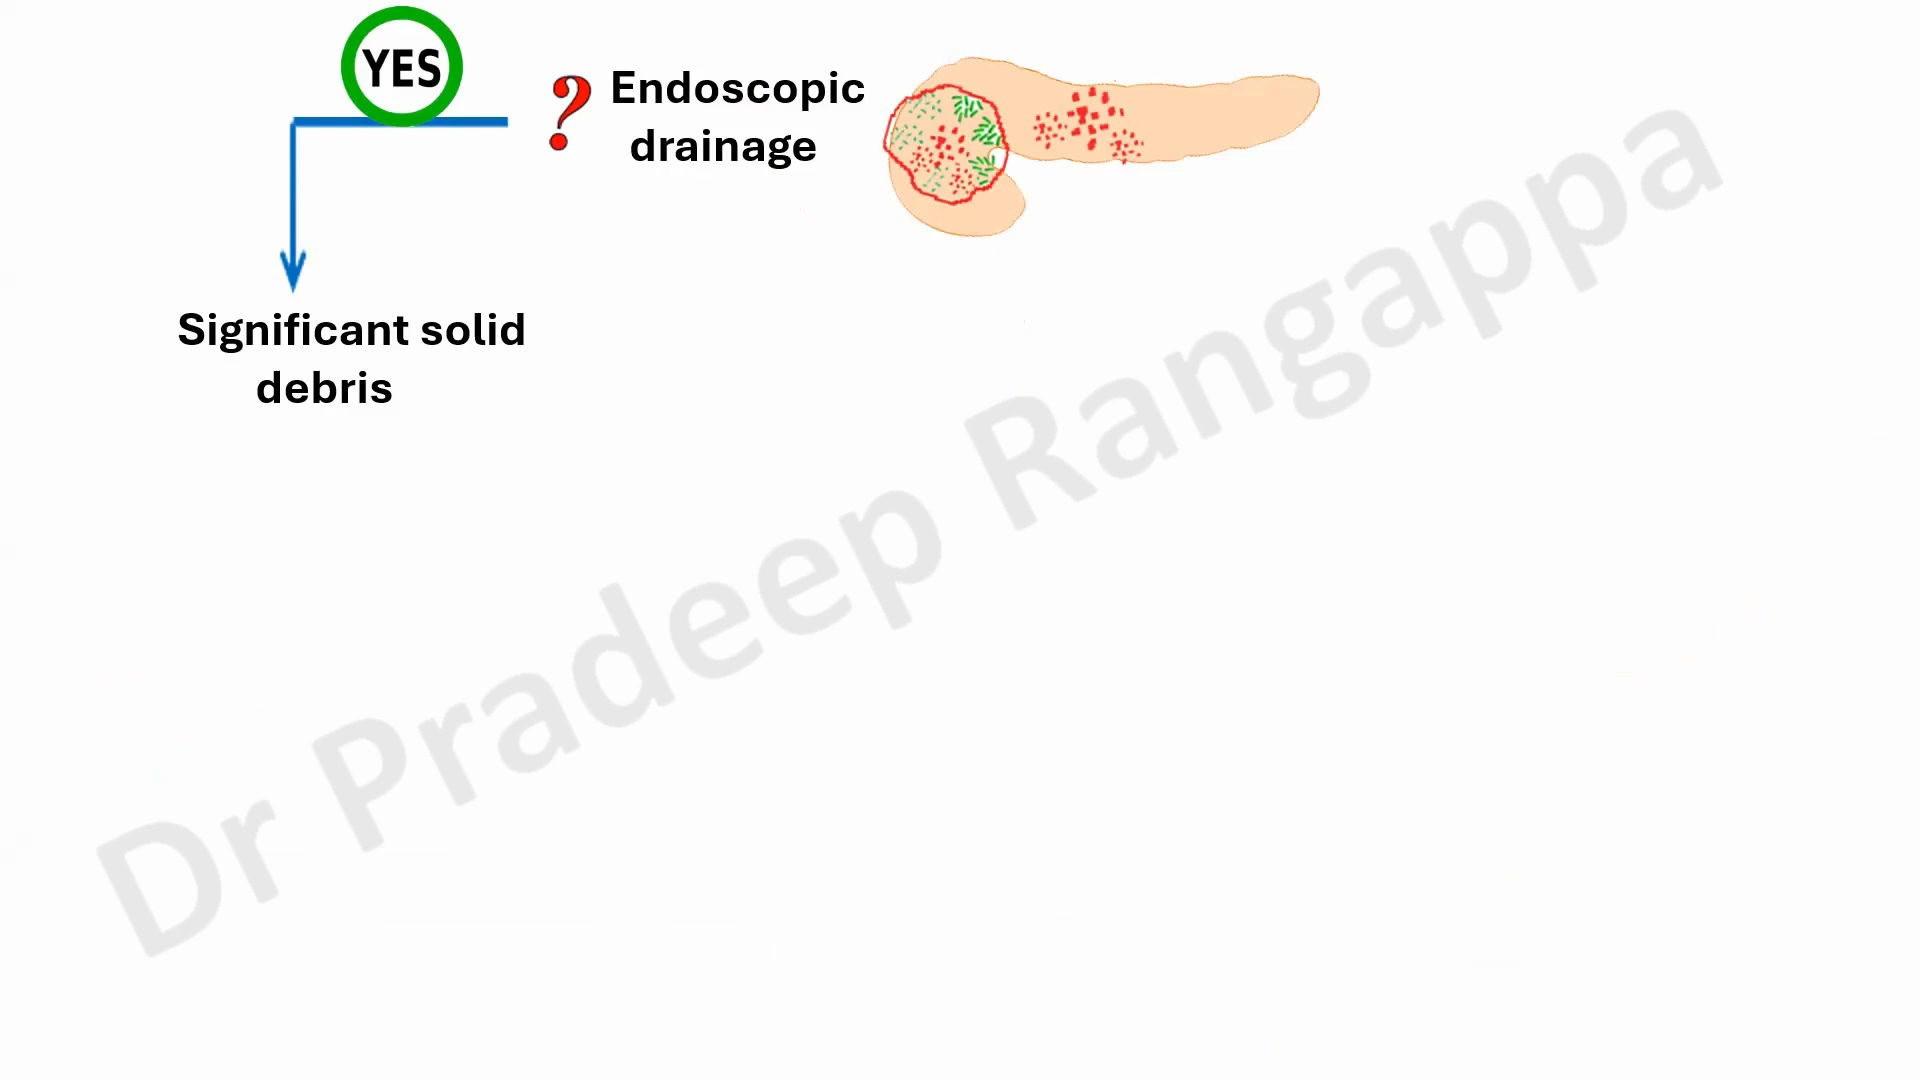 YES
? Endoscopic
drainage
Significant solid
debris
Dr Pradeep Rangappa